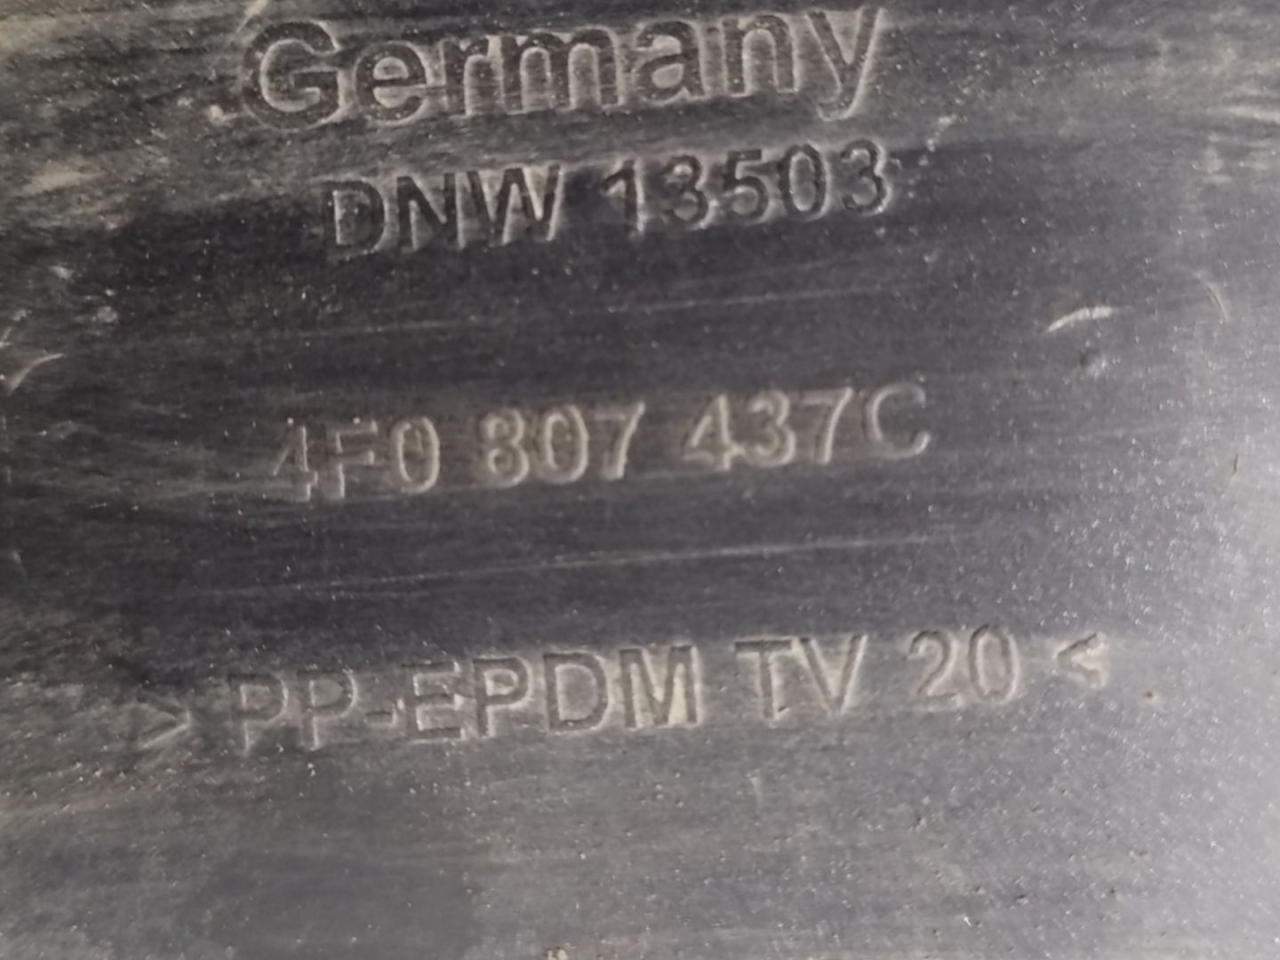 Germany
DNW 13503
4F0 807 437C
> PP-EPDM TV 20 <